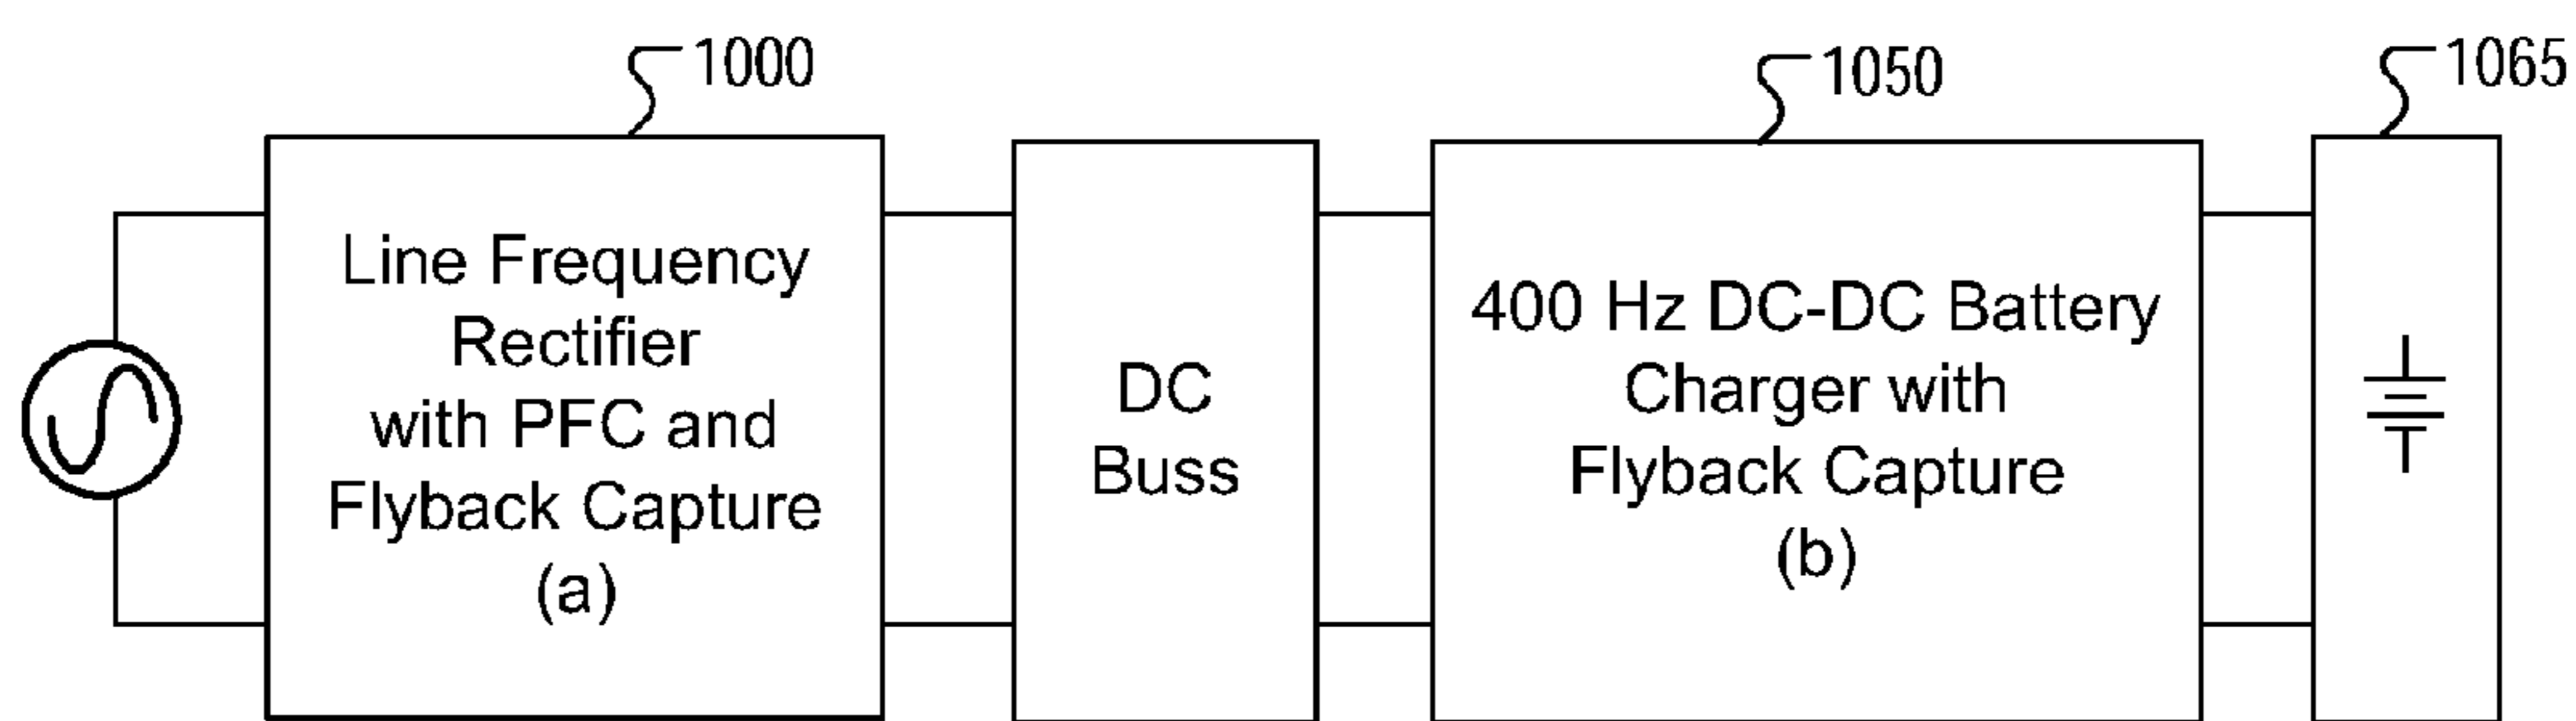 1000
1050
1065
Line Frequency
Rectifier
with PFC and
Flyback Capture
(a)
DC
Buss
400 Hz DC-DC Battery
Charger with
Flyback Capture
(b)